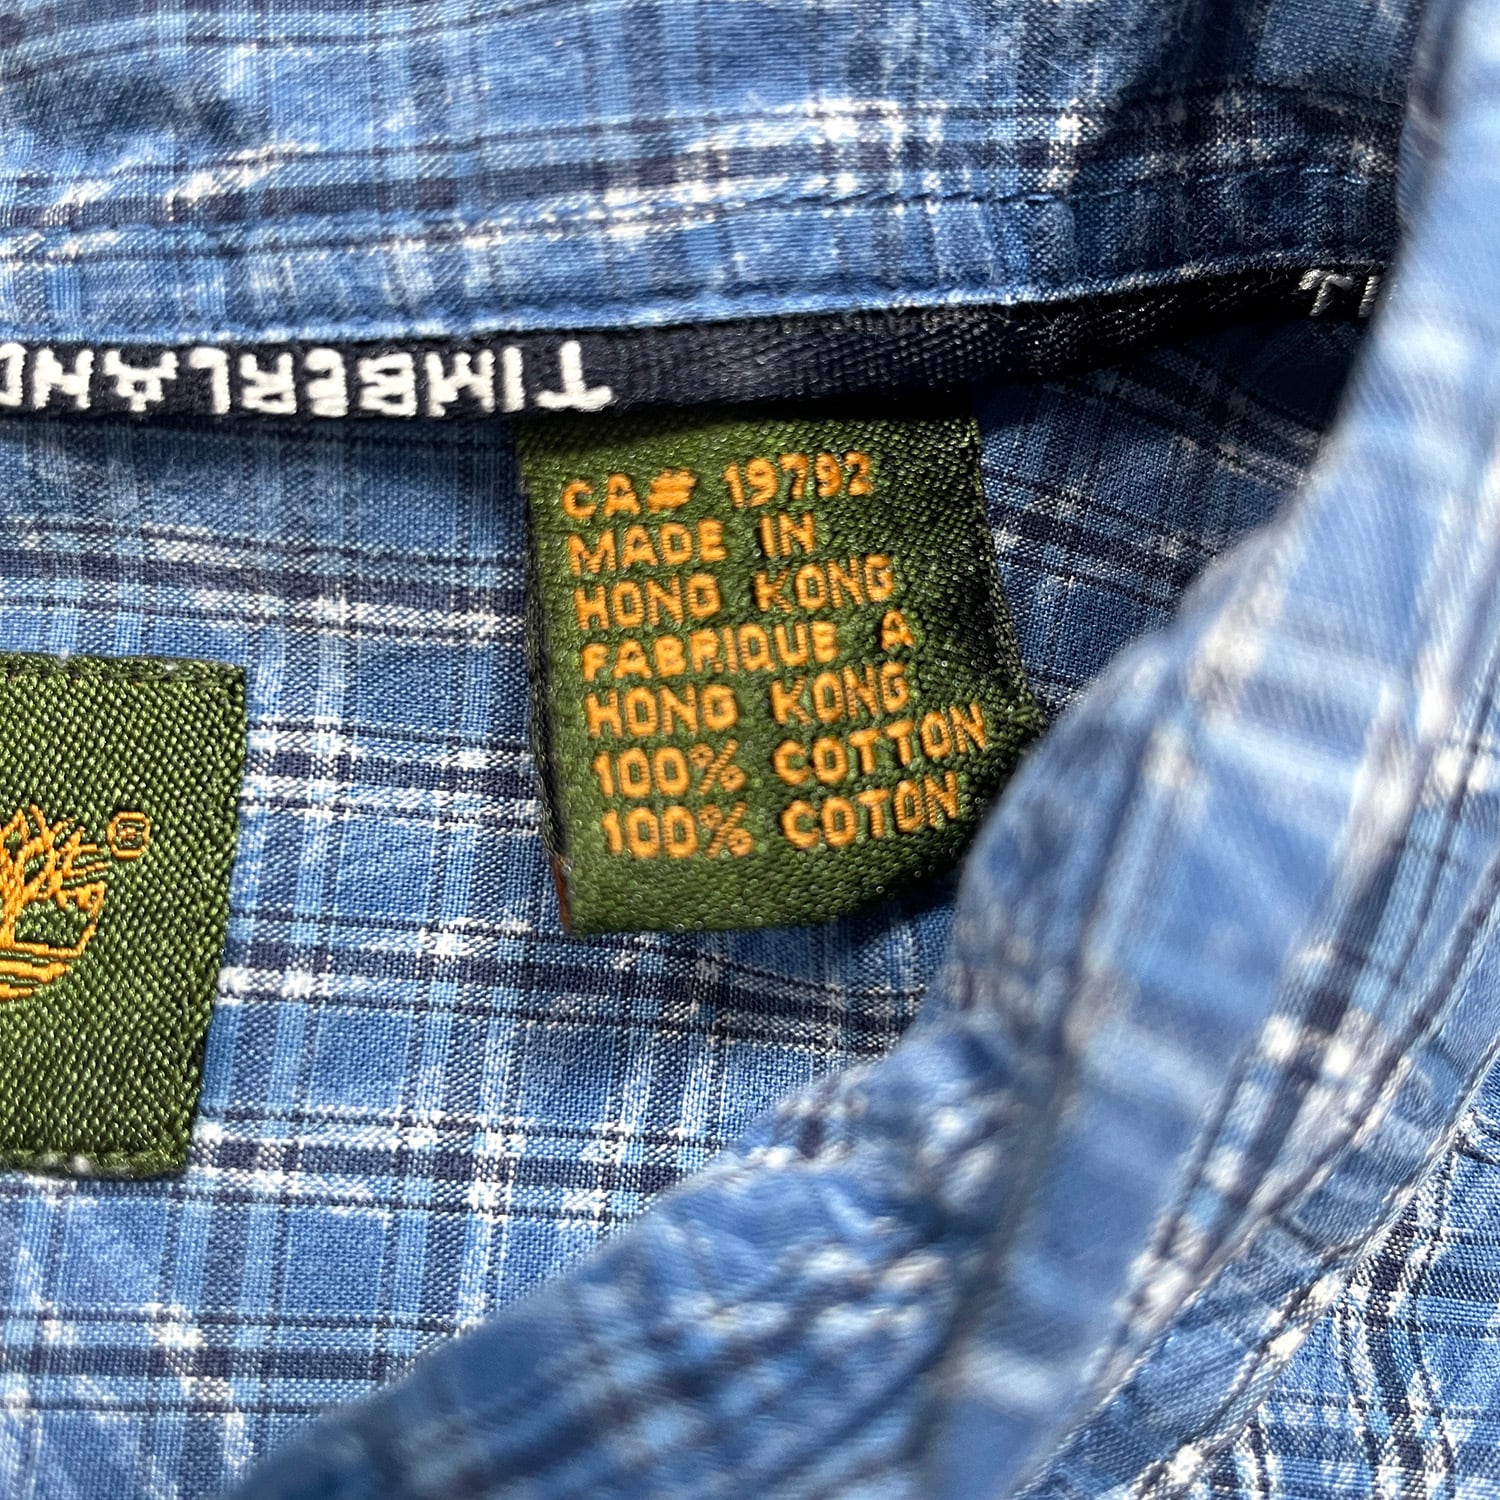 TIMBERLAND
CA# 19792
MADE IN
HONG KONG
FABRIQUE A
HONG KONG
100% COTTON
100% COTON
®